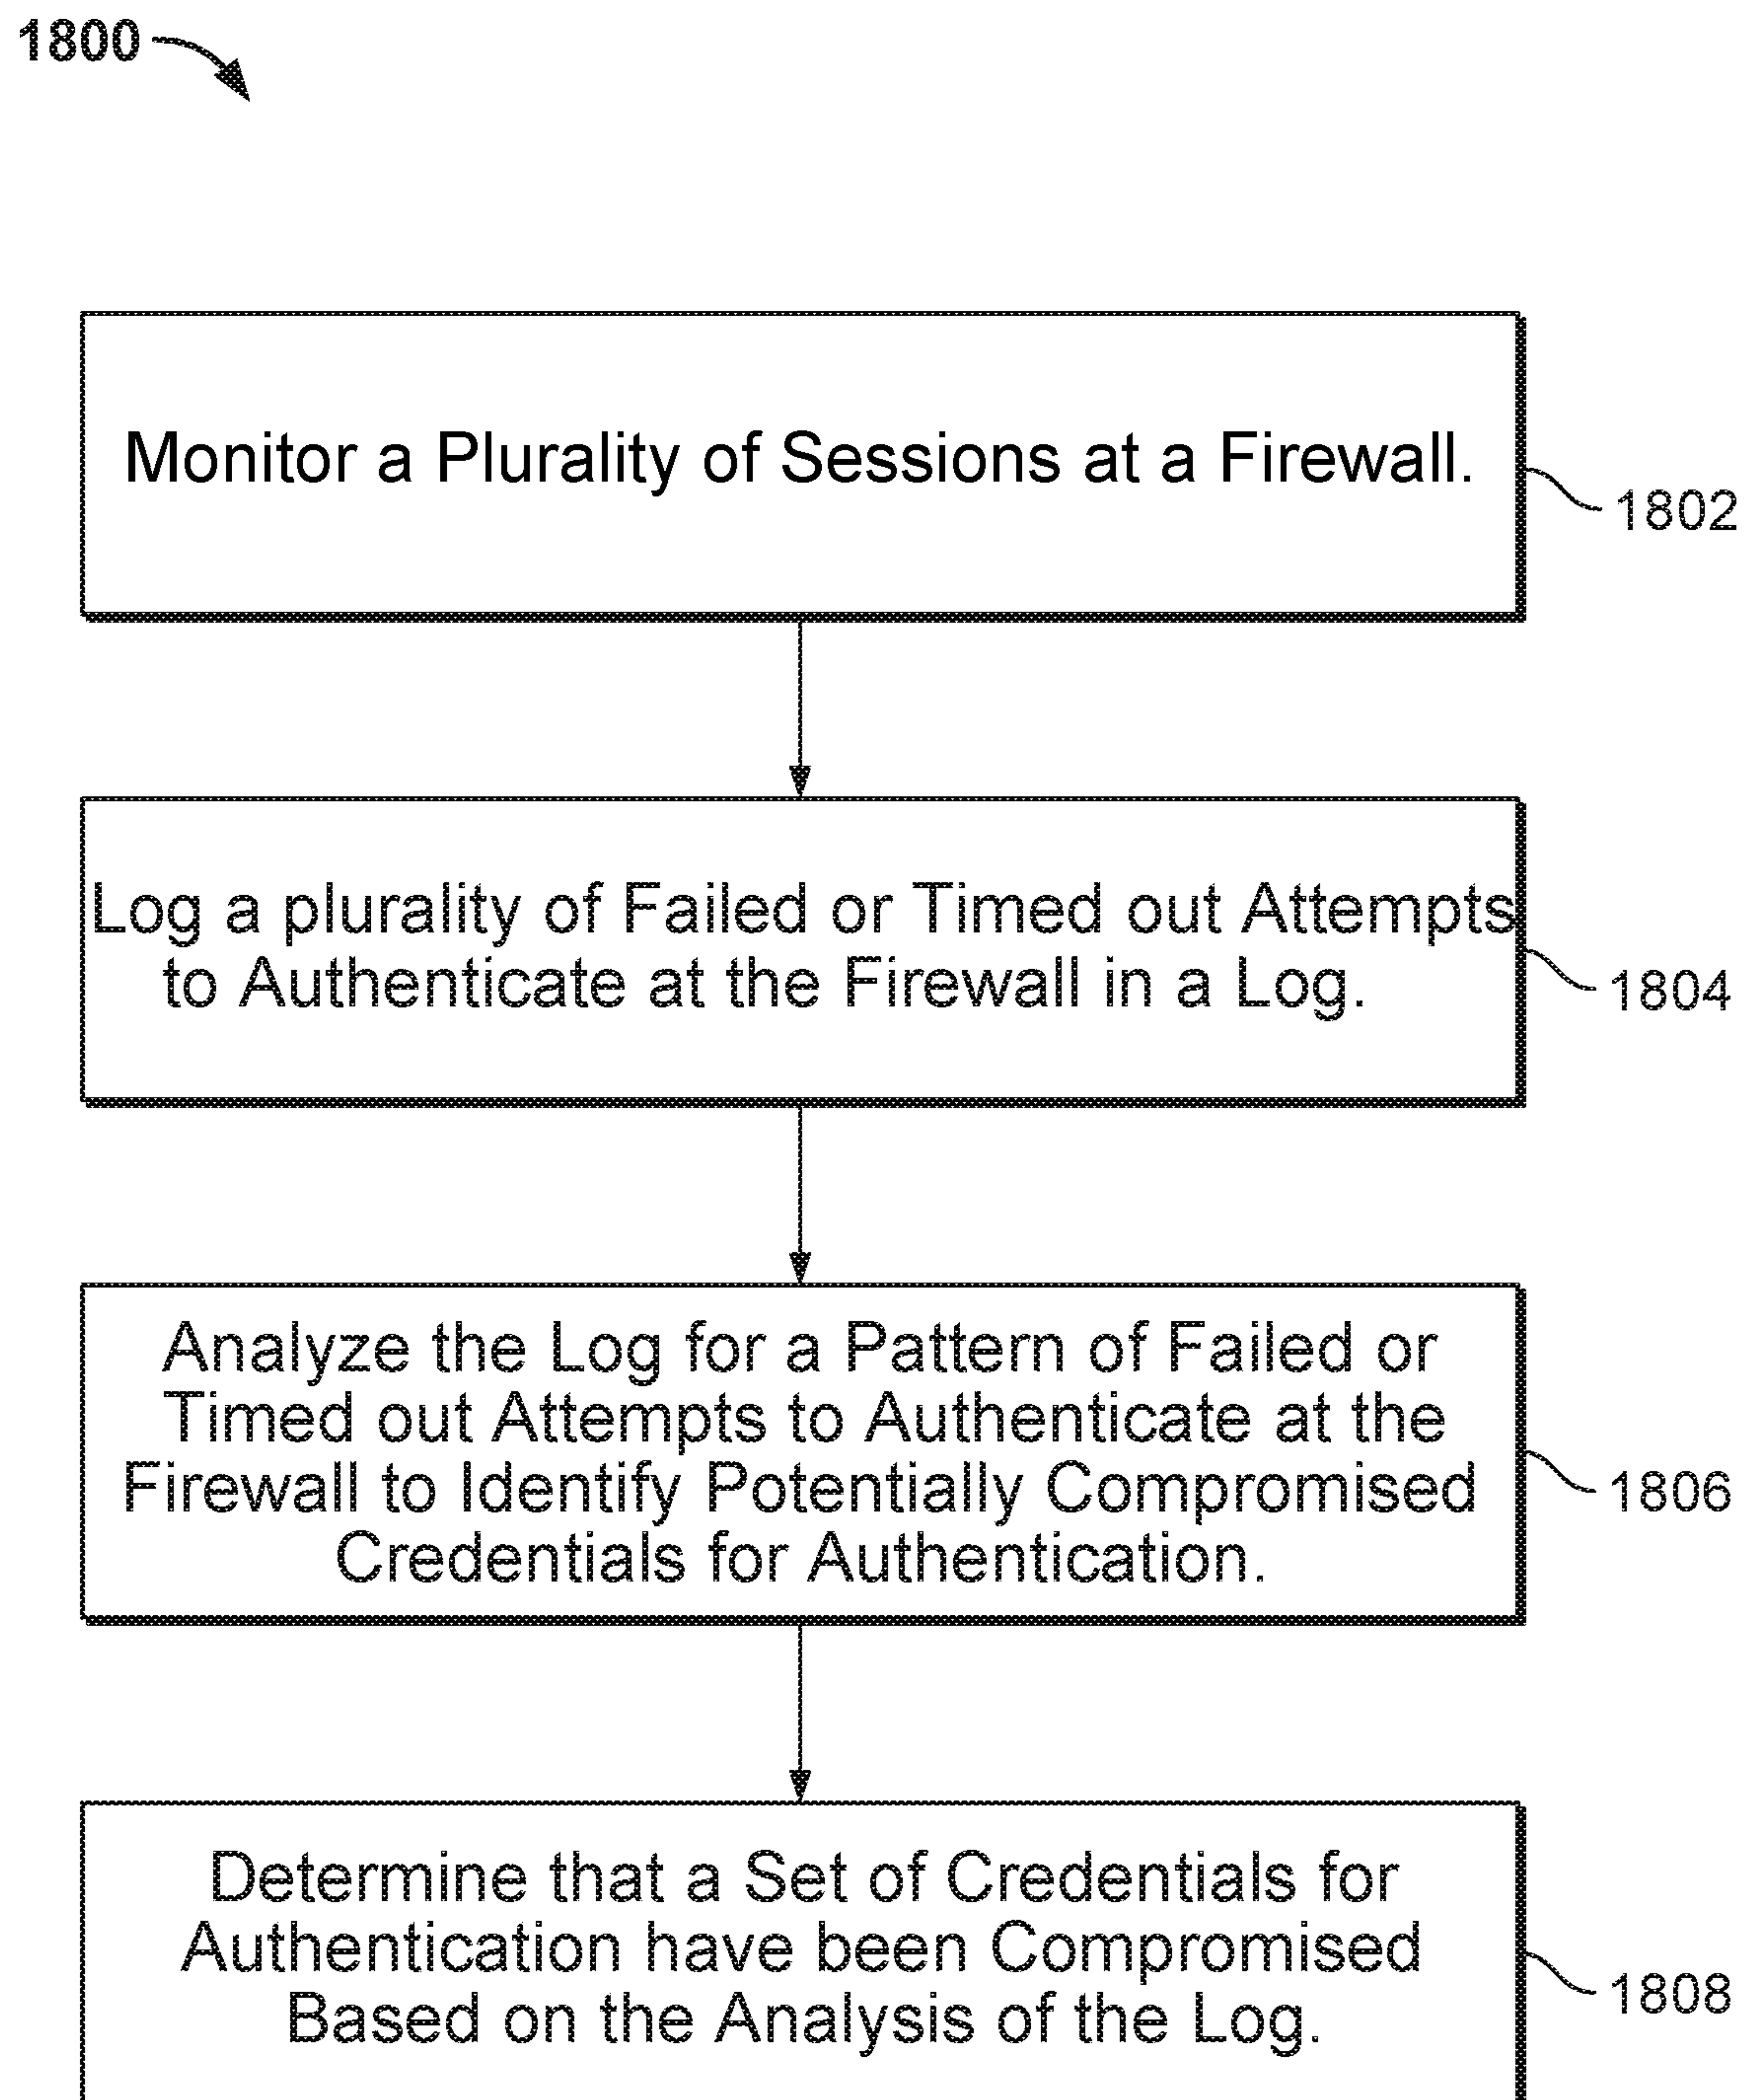 1800
Monitor a Plurality of Sessions at a Firewall.
1802
Log a plurality of Failed or Timed out Attempts
to Authenticate at the Firewall in a Log.
1804
Analyze the Log for a Pattern of Failed or
Timed out Attempts to Authenticate at the
Firewall to Identify Potentially Compromised
Credentials for Authentication.
1806
Determine that a Set of Credentials for
Authentication have been Compromised
Based on the Analysis of the Log.
1808